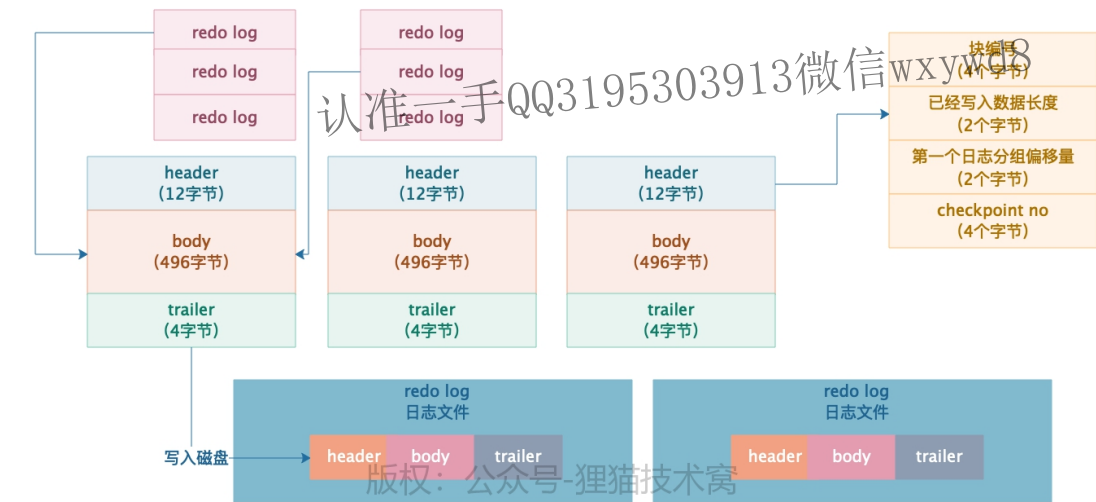 redo log
redo log
redo log
redo log
redo log
redo log
认准一手QQ3195303913微信wxywd8
块编号
(4个字节)
已经写入数据长度
(2个字节)
第一个日志分组偏移量
(2个字节)
checkpoint no
(4个字节)
header
(12字节)
body
(496字节)
trailer
(4字节)
header
(12字节)
body
(496字节)
trailer
(4字节)
header
(12字节)
body
(496字节)
trailer
(4字节)
写入磁盘
redo log
日志文件
header body trailer
redo log
日志文件
header body trailer
版权：公众号-狸猫技术窝